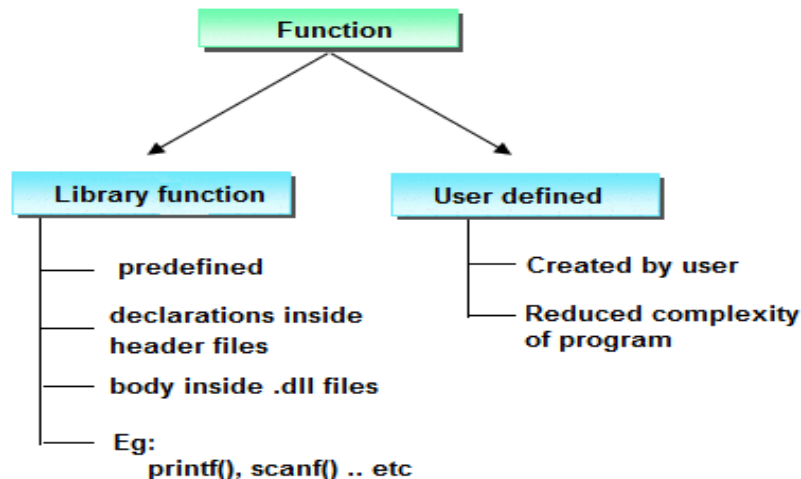 Function
Library function
predefined
declarations inside
header files
body inside .dll files
Eg:
printf(), scanf() .. etc
User defined
Created by user
Reduced complexity
of program